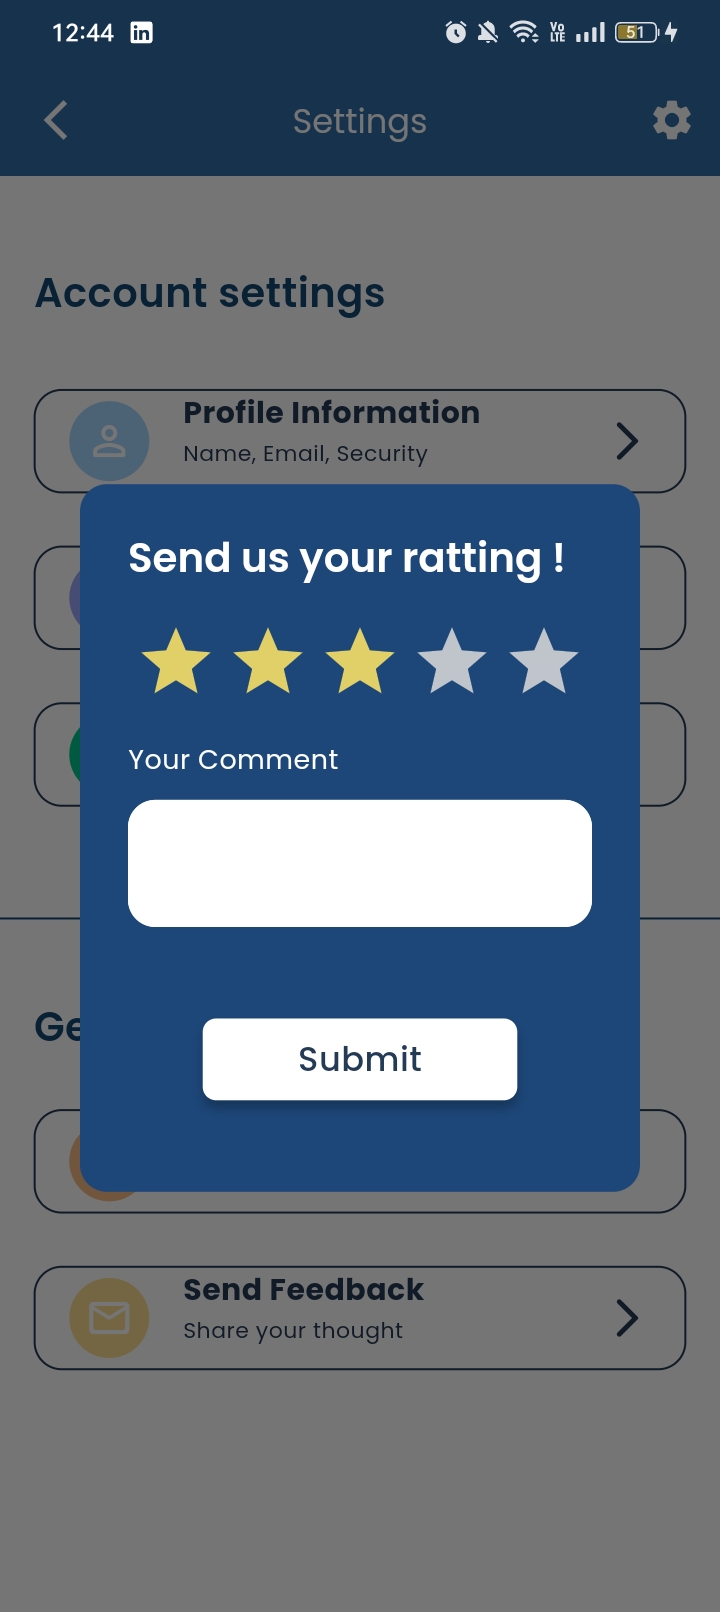 12:44 in Vo LTE 51
Settings
Account settings
Profile Information
Name, Email, Security
Send us your ratting !
Your Comment
Submit
Ge
Send Feedback
Share your thought